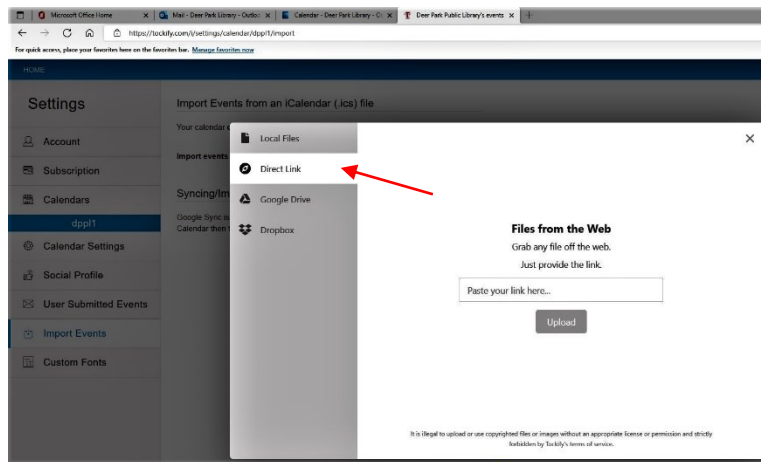 Microsoft Office Home
Mail - Deer Park Library - Outloo
Calendar - Deer Park Library - O
Deer Park Public Library's events
https://tockify.com/i/settings/calendar/dppl1/import
For quick access, place your favorites here on the favorites bar. Manage favorites now
HOME
Settings
Account
Subscription
Calendars
dppl1
Calendar Settings
Social Profile
User Submitted Events
Import Events
Custom Fonts
Import Events from an iCalendar (.ics) file
Your calendar
Import events
Syncing/Im
Google Sync is
Calendar then
Local Files
Direct Link
Google Drive
Dropbox
Files from the Web
Grab any file off the web.
Just provide the link.
Paste your link here...
Upload
It is illegal to upload or use copyrighted files or images without an appropriate license or permission and strictly
forbidden by Tockify's terms of service.